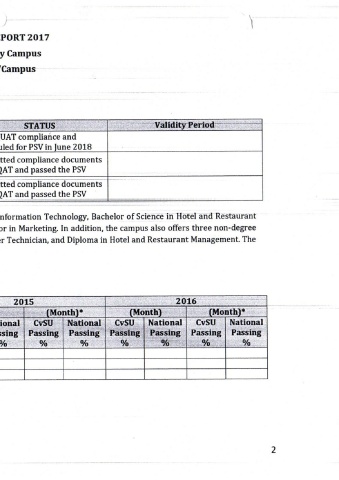 PORT 2017
y Campus
/Campus
STATUS Validity Period
UAT compliance and
uled for PSV in June 2018
tted compliance documents
QAT and passed the PSV
tted compliance documents
QAT and passed the PSV
nformation Technology, Bachelor of Science in Hotel and Restaurant
or in Marketing. In addition, the campus also offers three non-degree
er Technician, and Diploma in Hotel and Restaurant Management. The
2015 2016
(Month)* (Month) (Month)*
ional CvSU National CvSU National CvSU National
ssing Passing Passing Passing Passing Passing Passing
% % % % % % %
2